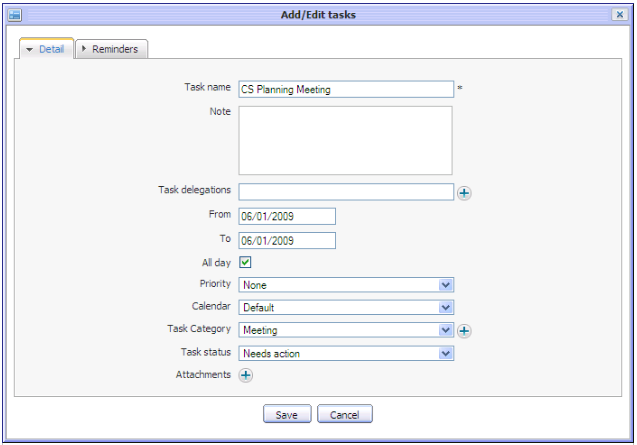 Add/Edit tasks
Detail Reminders
Task name CS Planning Meeting *
Note
Task delegations
From 06/01/2009
To 06/01/2009
All day
Priority None
Calendar Default
Task Category Meeting
Task status Needs action
Attachments
Save Cancel